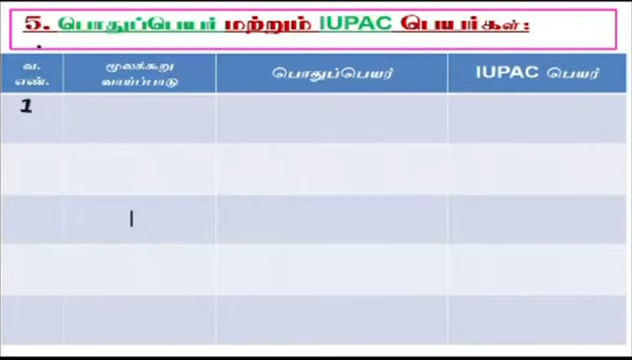 5. பொதுப்பெயர் மற்றும் IUPAC பெயர்கள்:
வ. எண்.
மூலக்கூறு வாய்ப்பாடு
பொதுப்பெயர்
IUPAC பெயர்
1